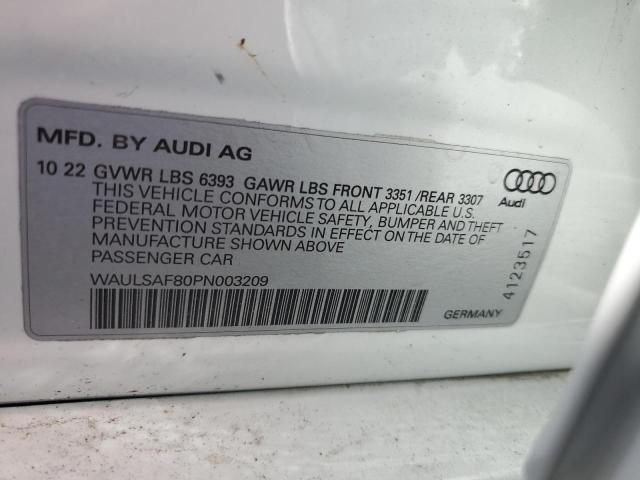 MFD. BY AUDI AG
10 22 GVWR LBS 6393 GAWR LBS FRONT 3351 /REAR 3307
THIS VEHICLE CONFORMS TO ALL APPLICABLE U.S.
FEDERAL MOTOR VEHICLE SAFETY, BUMPER AND THEFT
PREVENTION STANDARDS IN EFFECT ON THE DATE OF
MANUFACTURE SHOWN ABOVE
PASSENGER CAR
WAULSAF80PN003209
Audi
4123517
GERMANY